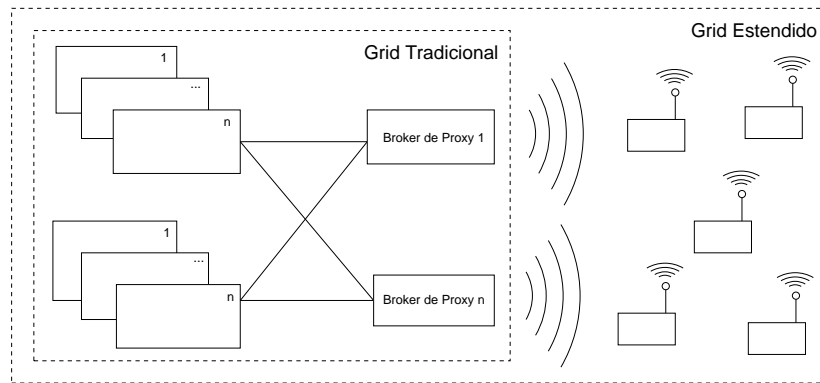 Grid Estendido
Grid Tradicional
1
...
n
Broker de Proxy 1
1
...
n
Broker de Proxy n